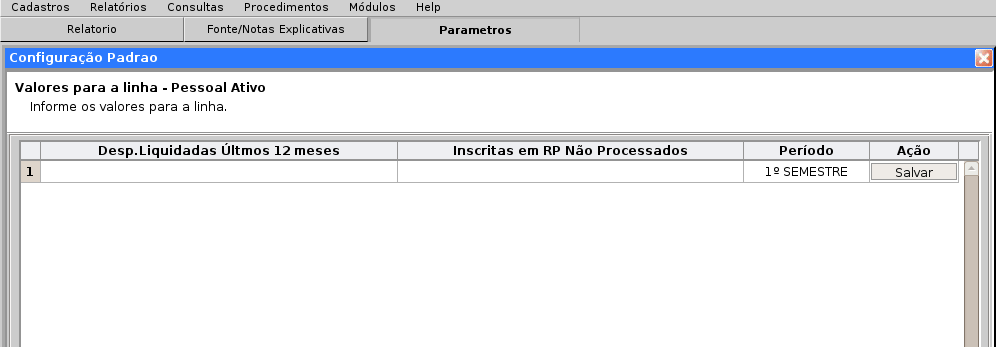 Cadastros Relatórios Consultas Procedimentos Módulos Help
Relatorio Fonte/Notas Explicativas Parametros
Configuração Padrao
Valores para a linha - Pessoal Ativo
Informe os valores para a linha.
Desp.Liquidadas Últmos 12 meses Inscritas em RP Não Processados Período Ação
1 1º SEMESTRE Salvar